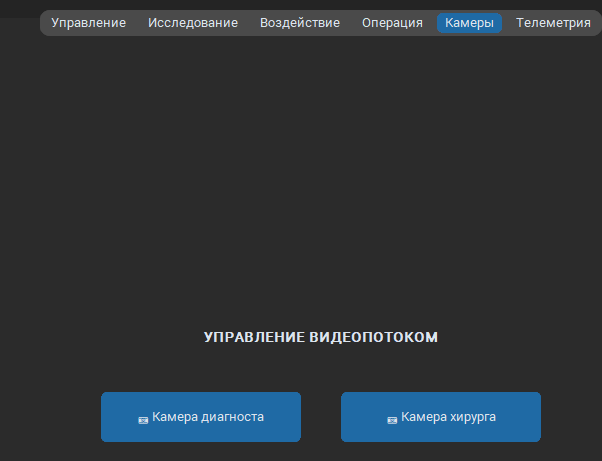 Управление Исследование Воздействие Операция Камеры Телеметрия
УПРАВЛЕНИЕ ВИДЕОПОТОКОМ
Камера диагноста Камера хирурга